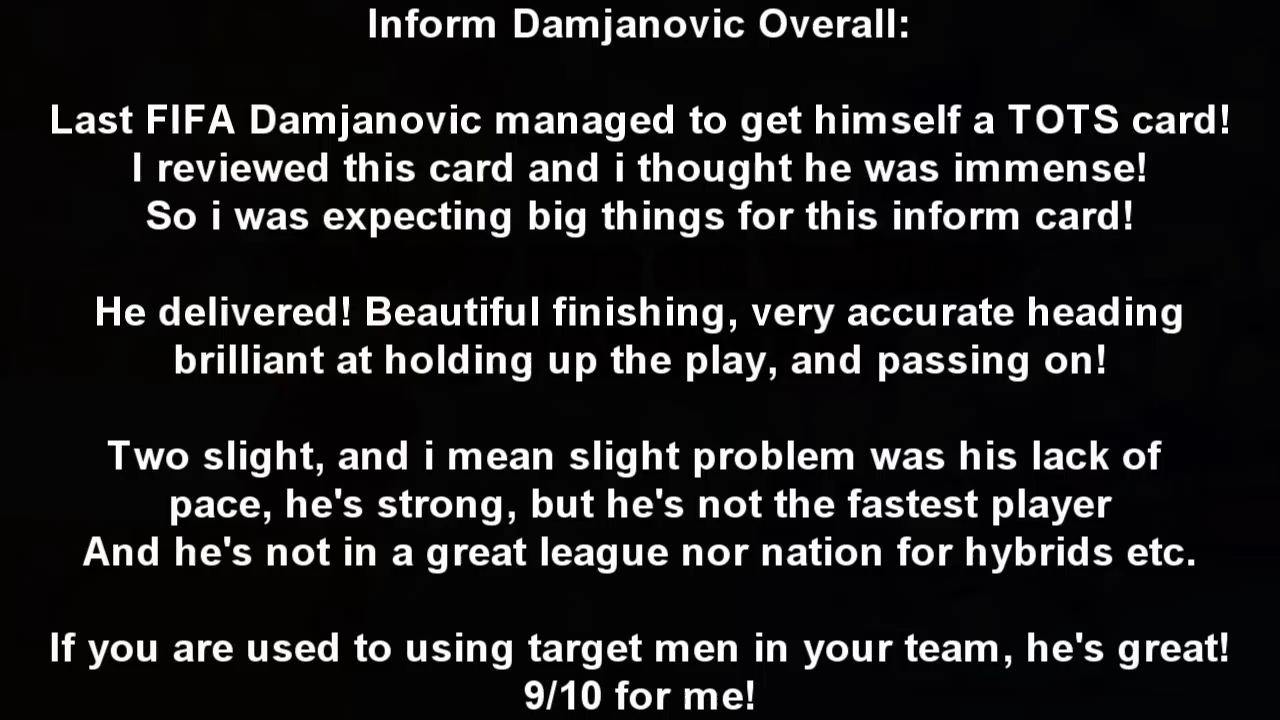 Inform Damjanovic Overall:
Last FIFA Damjanovic managed to get himself a TOTS card!
I reviewed this card and i thought he was immense!
So i was expecting big things for this inform card!
He delivered! Beautiful finishing, very accurate heading
brilliant at holding up the play, and passing on!
Two slight, and i mean slight problem was his lack of
pace, he's strong, but he's not the fastest player
And he's not in a great league nor nation for hybrids etc.
If you are used to using target men in your team, he's great!
9/10 for me!